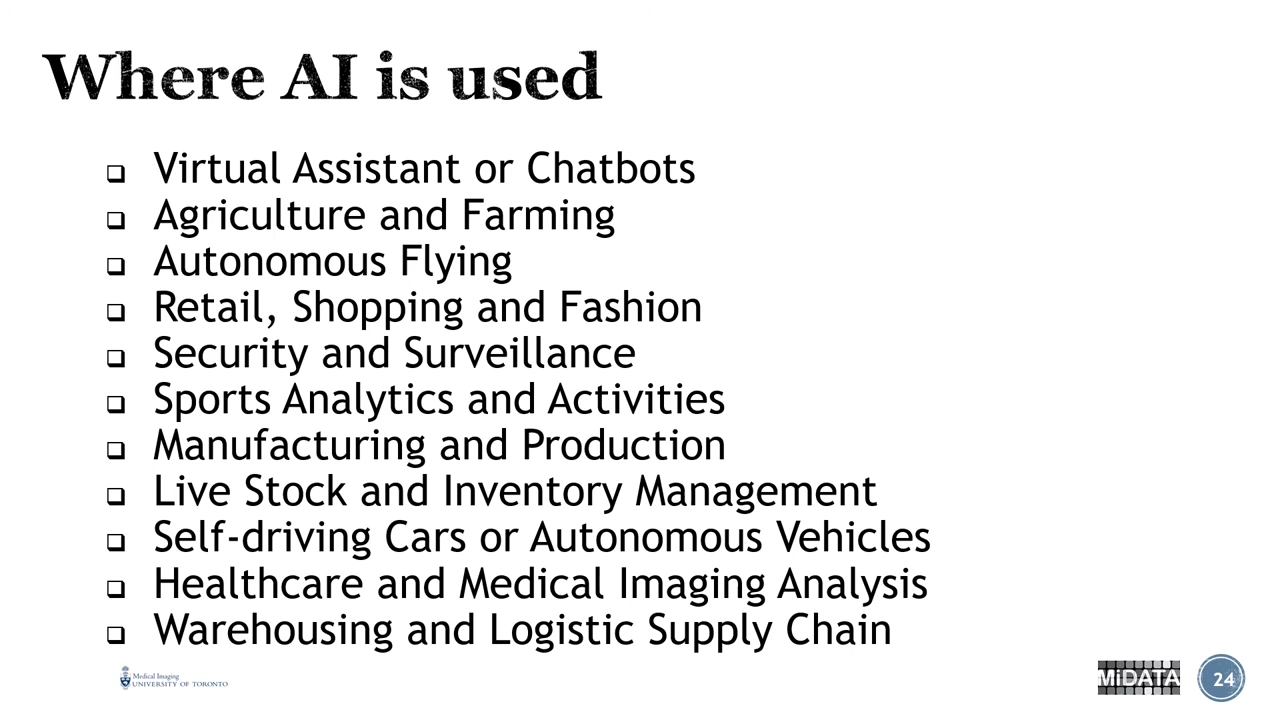 Where AI is used
❑ Virtual Assistant or Chatbots
❑ Agriculture and Farming
❑ Autonomous Flying
❑ Retail, Shopping and Fashion
❑ Security and Surveillance
❑ Sports Analytics and Activities
❑ Manufacturing and Production
❑ Live Stock and Inventory Management
❑ Self-driving Cars or Autonomous Vehicles
❑ Healthcare and Medical Imaging Analysis
❑ Warehousing and Logistic Supply Chain
Medical Imaging
UNIVERSITY OF TORONTO
MiDATA
24